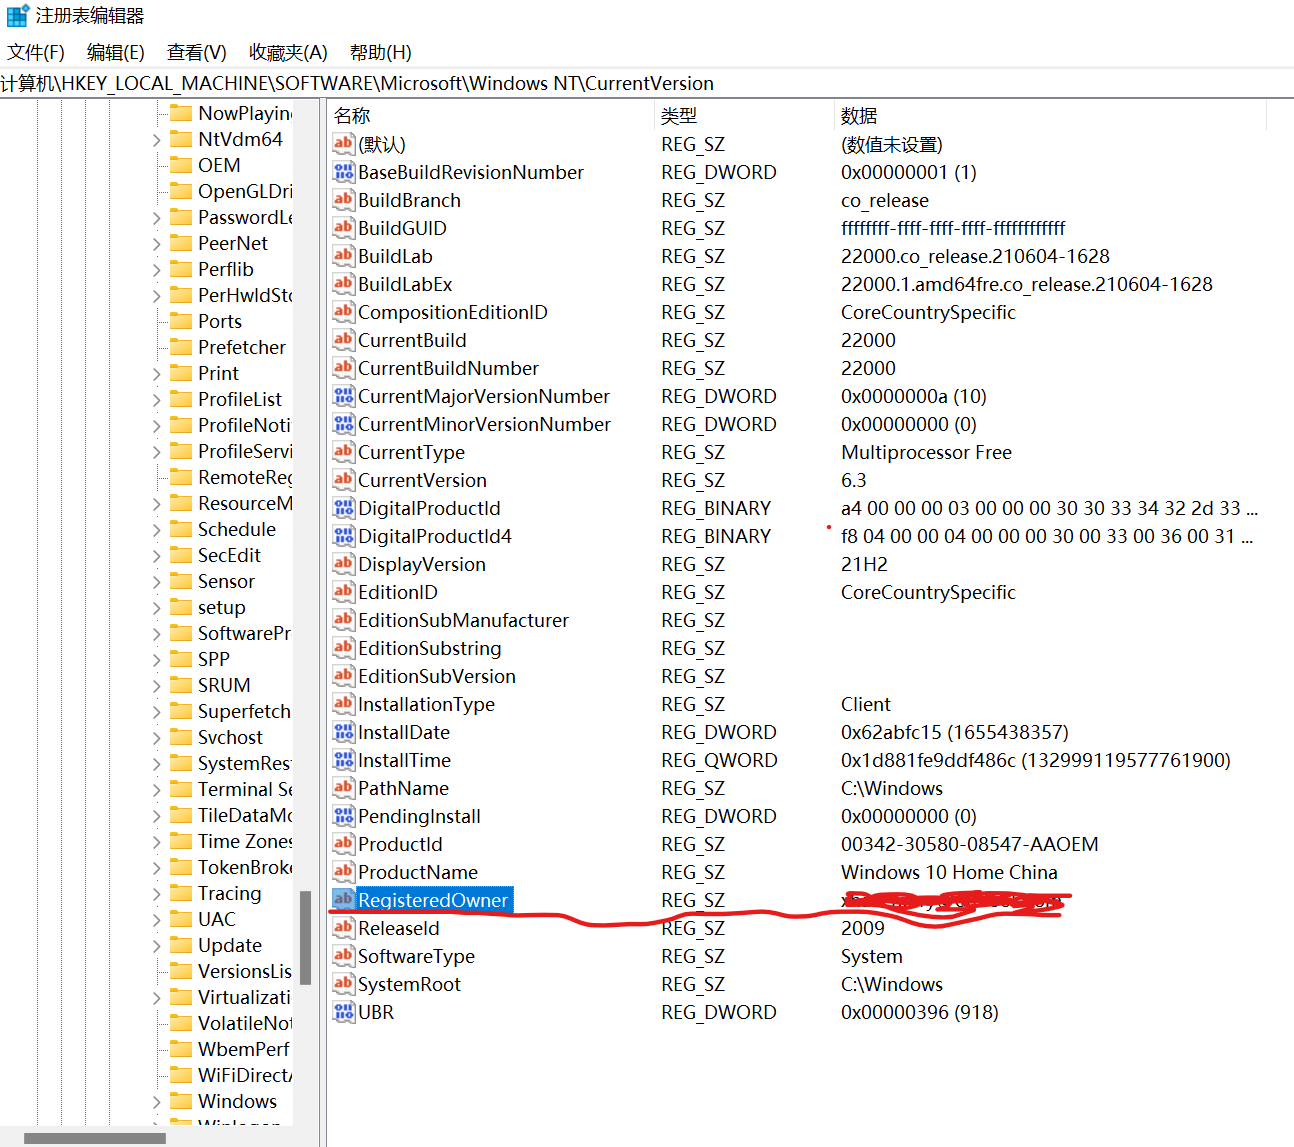 注册表编辑器
文件(F) 编辑(E) 查看(V) 收藏夹(A) 帮助(H)
计算机\HKEY_LOCAL_MACHINE\SOFTWARE\Microsoft\Windows NT\CurrentVersion
NowPlaying
NtVdm64
OEM
OpenGLDri
PasswordLe
PeerNet
Perflib
PerHwIdSto
Ports
Prefetcher
Print
ProfileList
ProfileNoti
ProfileServi
RemoteReg
ResourceM
Schedule
SecEdit
Sensor
setup
SoftwarePr
SPP
SRUM
Superfetch
Svchost
SystemRest
Terminal Se
TileDataMo
Time Zones
TokenBroke
Tracing
UAC
Update
VersionsLis
Virtualizati
VolatileNot
WbemPerf
WiFiDirectA
Windows
Winlogon
名称 类型 数据
(默认) REG_SZ (数值未设置)
BaseBuildRevisionNumber REG_DWORD 0x00000001 (1)
BuildBranch REG_SZ co_release
BuildGUID REG_SZ ffffffff-ffff-ffff-ffff-ffffffffffff
BuildLab REG_SZ 22000.co_release.210604-1628
BuildLabEx REG_SZ 22000.1.amd64fre.co_release.210604-1628
CompositionEditionID REG_SZ CoreCountrySpecific
CurrentBuild REG_SZ 22000
CurrentBuildNumber REG_SZ 22000
CurrentMajorVersionNumber REG_DWORD 0x0000000a (10)
CurrentMinorVersionNumber REG_DWORD 0x00000000 (0)
CurrentType REG_SZ Multiprocessor Free
CurrentVersion REG_SZ 6.3
DigitalProductId REG_BINARY a4 00 00 00 03 00 00 00 30 30 33 34 32 2d 33 ...
DigitalProductId4 REG_BINARY f8 04 00 00 04 00 00 00 30 00 33 00 36 00 31 ...
DisplayVersion REG_SZ 21H2
EditionID REG_SZ CoreCountrySpecific
EditionSubManufacturer REG_SZ
EditionSubstring REG_SZ
EditionSubVersion REG_SZ
InstallationType REG_SZ Client
InstallDate REG_DWORD 0x62abfc15 (1655438357)
InstallTime REG_QWORD 0x1d881fe9ddf486c (132999119577761900)
PathName REG_SZ C:\Windows
PendingInstall REG_DWORD 0x00000000 (0)
ProductId REG_SZ 00342-30580-08547-AAOEM
ProductName REG_SZ Windows 10 Home China
RegisteredOwner REG_SZ
ReleaseId REG_SZ 2009
SoftwareType REG_SZ System
SystemRoot REG_SZ C:\Windows
UBR REG_DWORD 0x00000396 (918)